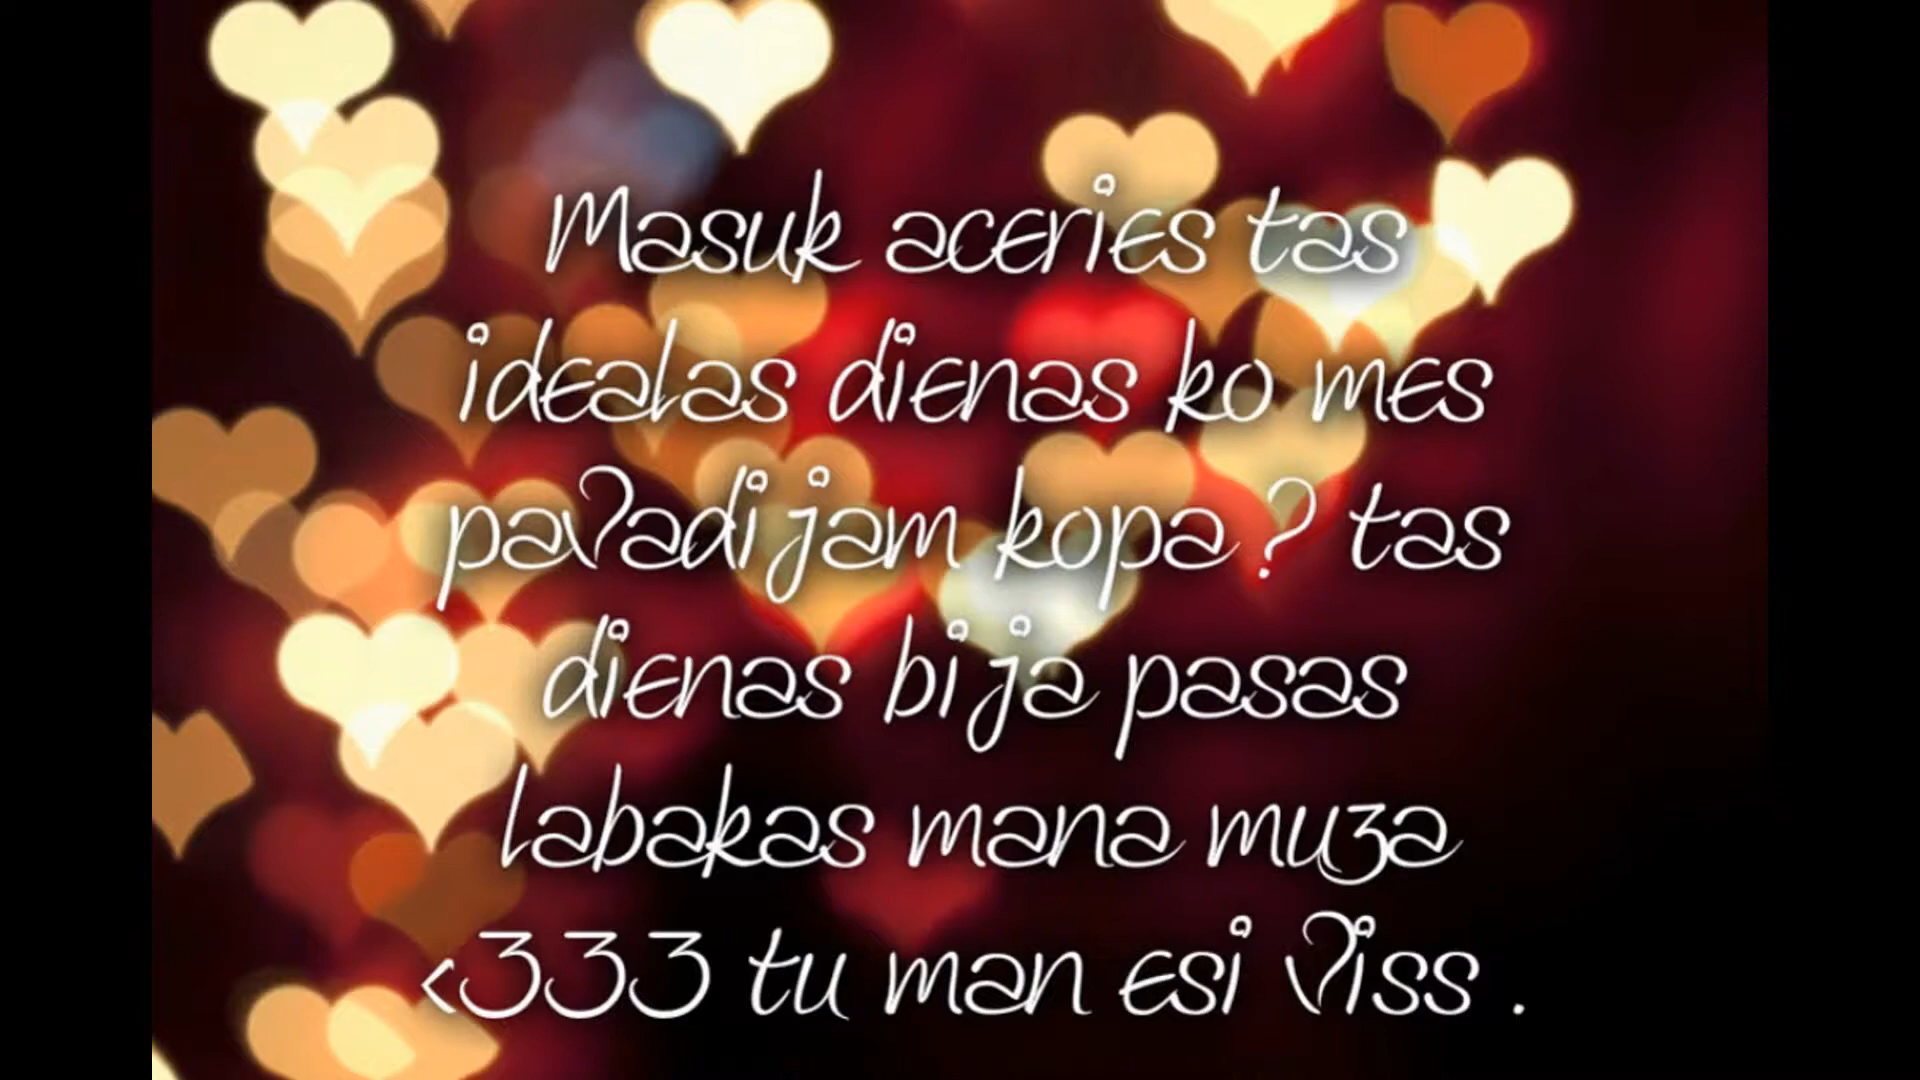 Masuk aceries tas
idealas dienas ko mes
pavadijam kopa? tas
dienas bija pasas
labakas mana muza
<333 tu man esi viss .